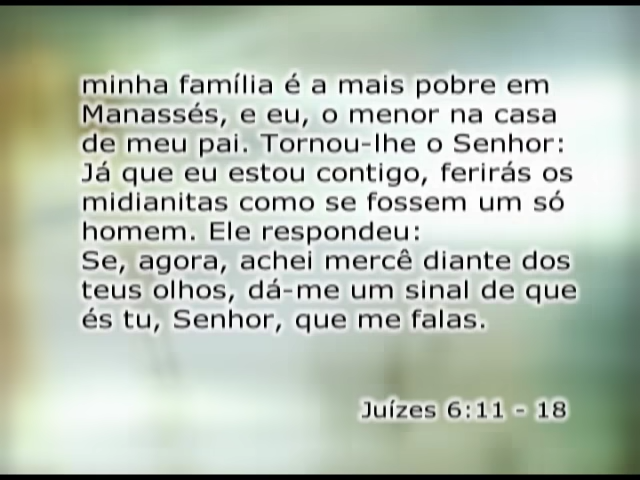 minha família é a mais pobre em
Manassés, e eu, o menor na casa
de meu pai. Tornou-lhe o Senhor:
Já que eu estou contigo, ferirás os
midianitas como se fossem um só
homem. Ele respondeu:
Se, agora, achei mercê diante dos
teus olhos, dá-me um sinal de que
és tu, Senhor, que me falas.
Juízes 6:11 - 18